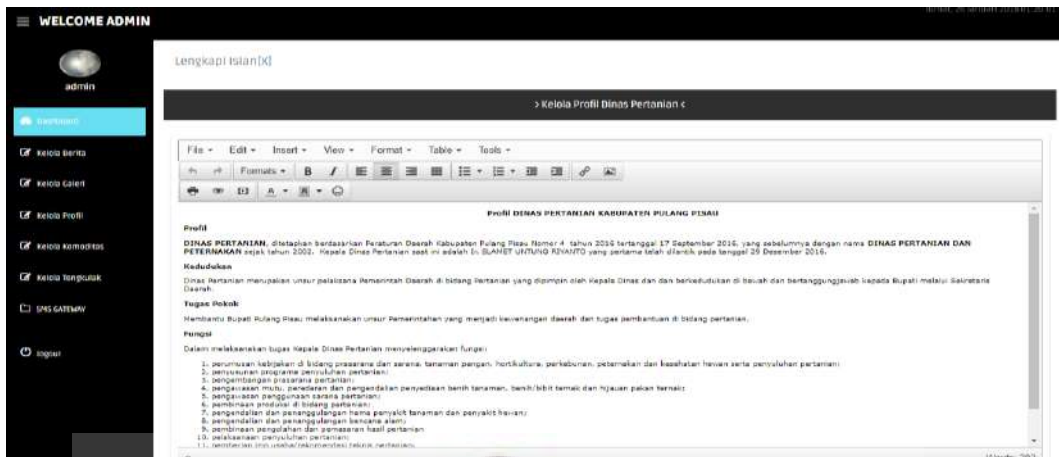 WELCOME ADMIN
admin
Dashboard
Kelola Berita
Kelola Galeri
Kelola Profil
Kelola Komoditas
Kelola Tengkulak
SMS GATEWAY
logout
Lengkapi Isian[X]
> Kelola Profil Dinas Pertanian <
File Edit Insert View Format Table Tools
Formats B I
A A
Profil DINAS PERTANIAN KABUPATEN PULANG PISAU
Profil
DINAS PERTANIAN, ditetapkan berdasarkan Peraturan Daerah Kabupaten Pulang Pisau Nomor 4 tahun 2016 tertanggal 17 September 2016, yang sebelumnya dengan nama DINAS PERTANIAN DAN
PETERNAKAN sejak tahun 2002. Kepala Dinas Pertanian saat ini adalah Ir. SLAMET UNTUNG RIYANTO yang pertama telah dilantik pada tanggal 29 Desember 2016.
Kedudukan
Dinas Pertanian merupakan unsur pelaksana Pemerintah Daerah di bidang Pertanian yang dipimpin oleh Kepala Dinas dan dan berkedudukan di bawah dan bertanggungjawab kepada Bupati melalui Sekretaris
Daerah.
Tugas Pokok
Membantu Bupati Pulang Pisau melaksanakan unsur Pemerintahan yang menjadi kewenangan daerah dan tugas pembantuan di bidang pertanian.
Fungsi
Dalam melaksanakan tugas Kepala Dinas Pertanian menyelenggarakan fungsi:
1. perumusan kebijakan di bidang prasarana dan sarana, tanaman pangan, hortikultura, perkebunan, peternakan dan kesehatan hewan serta penyuluhan pertanian;
2. penyusunan programa penyuluhan pertanian;
3. pengembangan prasarana pertanian;
4. pengawasan mutu, peredaran dan pengendalian penyediaan benih tanaman, benih/bibit ternak dan hijauan pakan ternak;
5. pengawasan penggunaan sarana pertanian;
6. pembinaan produksi di bidang pertanian;
7. pengendalian dan penanggulangan hama penyakit tanaman dan penyakit hewan;
8. pengendalian dan penanggulangan bencana alam;
9. pembinaan pengolahan dan pemasaran hasil pertanian
10. pelaksanaan penyuluhan pertanian;
11. pemberian izin usaha/rekomendasi teknis pertanian;